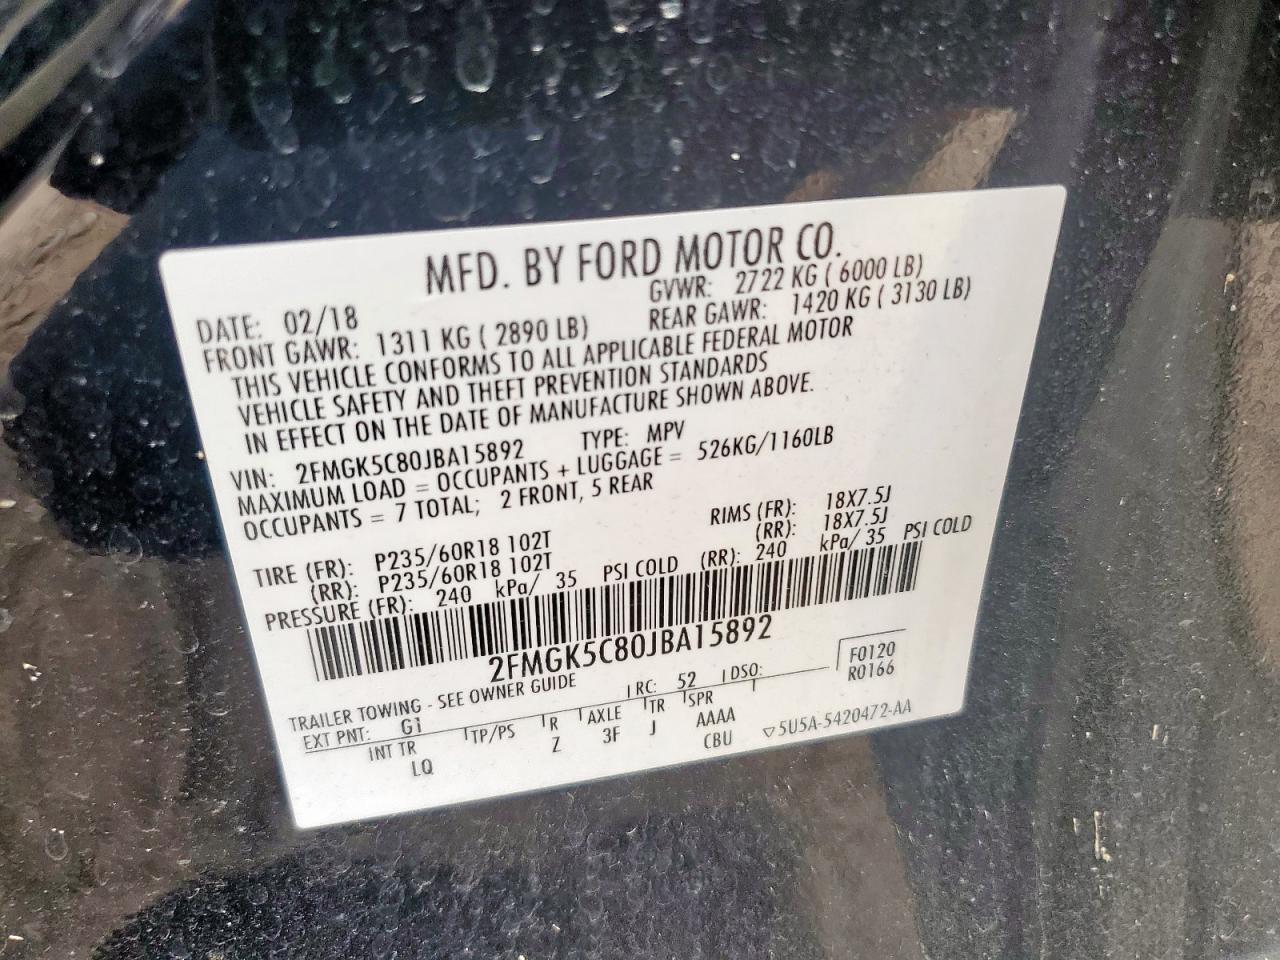 MFD. BY FORD MOTOR CO.
DATE: 02/18 GVWR: 2722 KG ( 6000 LB)
FRONT GAWR: 1311 KG ( 2890 LB) REAR GAWR: 1420 KG ( 3130 LB)
THIS VEHICLE CONFORMS TO ALL APPLICABLE FEDERAL MOTOR
VEHICLE SAFETY AND THEFT PREVENTION STANDARDS
IN EFFECT ON THE DATE OF MANUFACTURE SHOWN ABOVE.
VIN: 2FMGK5C80JBA15892 TYPE: MPV
MAXIMUM LOAD = OCCUPANTS + LUGGAGE = 526KG/1160LB
OCCUPANTS = 7 TOTAL; 2 FRONT, 5 REAR
TIRE (FR): P235/60R18 102T RIMS (FR): 18X7.5J
(RR): P235/60R18 102T (RR): 18X7.5J
PRESSURE (FR): 240 kPa/ 35 PSI COLD (RR): 240 kPa/ 35 PSI COLD
2FMGK5C80JBA15892
TRAILER TOWING - SEE OWNER GUIDE
EXT PNT: G1 RC: 52 DSO: F0120
R0166
INT TR TP/PS R AXLE TR SPR
LQ Z 3F J AAAA
CBU ▽5U5A-5420472-AA